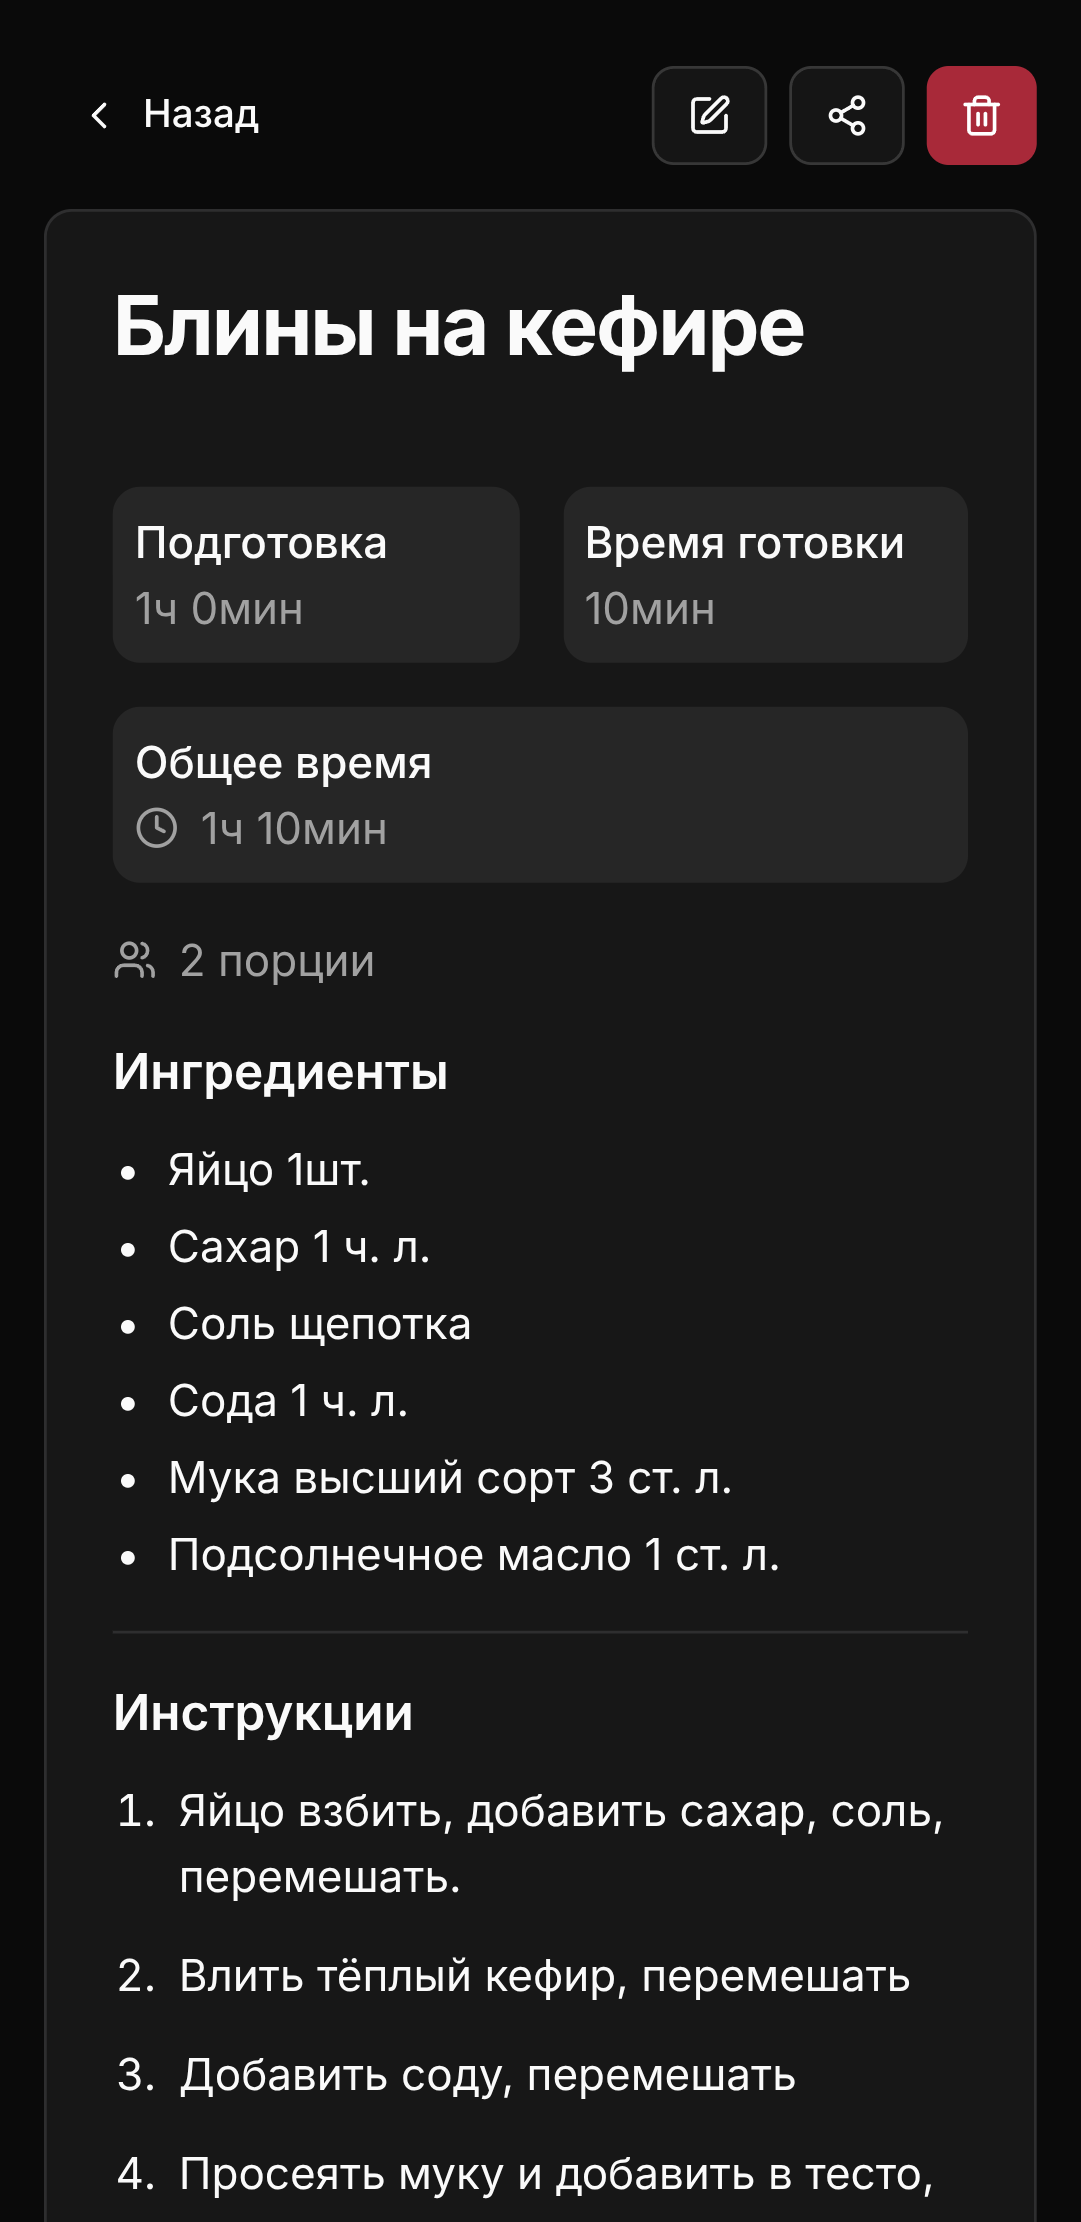 Назад
Блины на кефире
Подготовка
1ч 0мин
Время готовки
10мин
Общее время
1ч 10мин
2 порции
Ингредиенты
• Яйцо 1шт.
• Сахар 1 ч. л.
• Соль щепотка
• Сода 1 ч. л.
• Мука высший сорт 3 ст. л.
• Подсолнечное масло 1 ст. л.
Инструкции
1. Яйцо взбить, добавить сахар, соль,
перемешать.
2. Влить тёплый кефир, перемешать
3. Добавить соду, перемешать
4. Просеять муку и добавить в тесто,